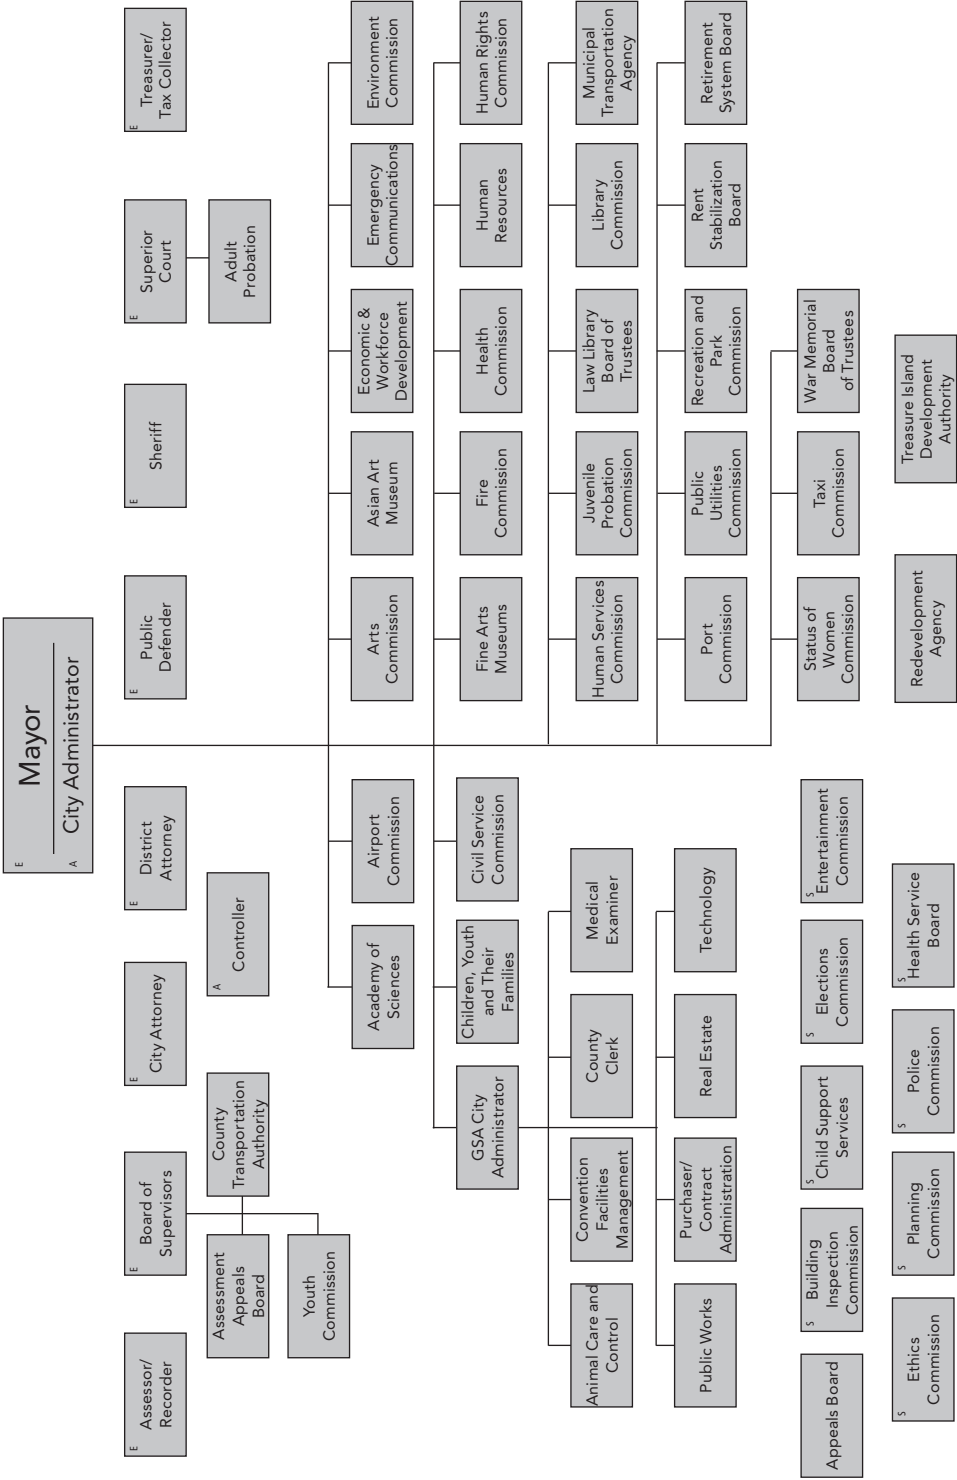 E
Mayor
A
City Administrator
E
Assessor/
Recorder
E
Board of
Supervisors
E
City Attorney
E
District
Attorney
E
Public
Defender
E
Sheriff
E
Superior
Court
E
Treasurer/
Tax Collector
Assessment
Appeals
Board
County
Transportation
Authority
A
Controller
Adult
Probation
Youth
Commission
Academy of
Sciences
Airport
Commission
Arts
Commission
Asian Art
Museum
Economic &
Workforce
Development
Emergency
Communications
Environment
Commission
GSA City
Administrator
Children, Youth
and Their
Families
Civil Service
Commission
Fine Arts
Museums
Fire
Commission
Health
Commission
Human
Resources
Human Rights
Commission
Animal Care and
Control
Convention
Facilities
Management
County
Clerk
Medical
Examiner
Human Services
Commission
Juvenile
Probation
Commission
Law Library
Board of
Trustees
Library
Commission
Municipal
Transportation
Agency
Public Works
Purchaser/
Contract
Administration
Real Estate
Technology
Port
Commission
Public
Utilities
Commission
Recreation and
Park
Commission
Rent
Stabilization
Board
Retirement
System Board
Appeals Board
S
Building
Inspection
Commission
S
Child Support
Services
S
Elections
Commission
S
Entertainment
Commission
Status of
Women
Commission
Taxi
Commission
War Memorial
Board
of Trustees
S
Ethics
Commission
S
Planning
Commission
S
Police
Commission
S
Health Service
Board
Redevelopment
Agency
Treasure Island
Development
Authority